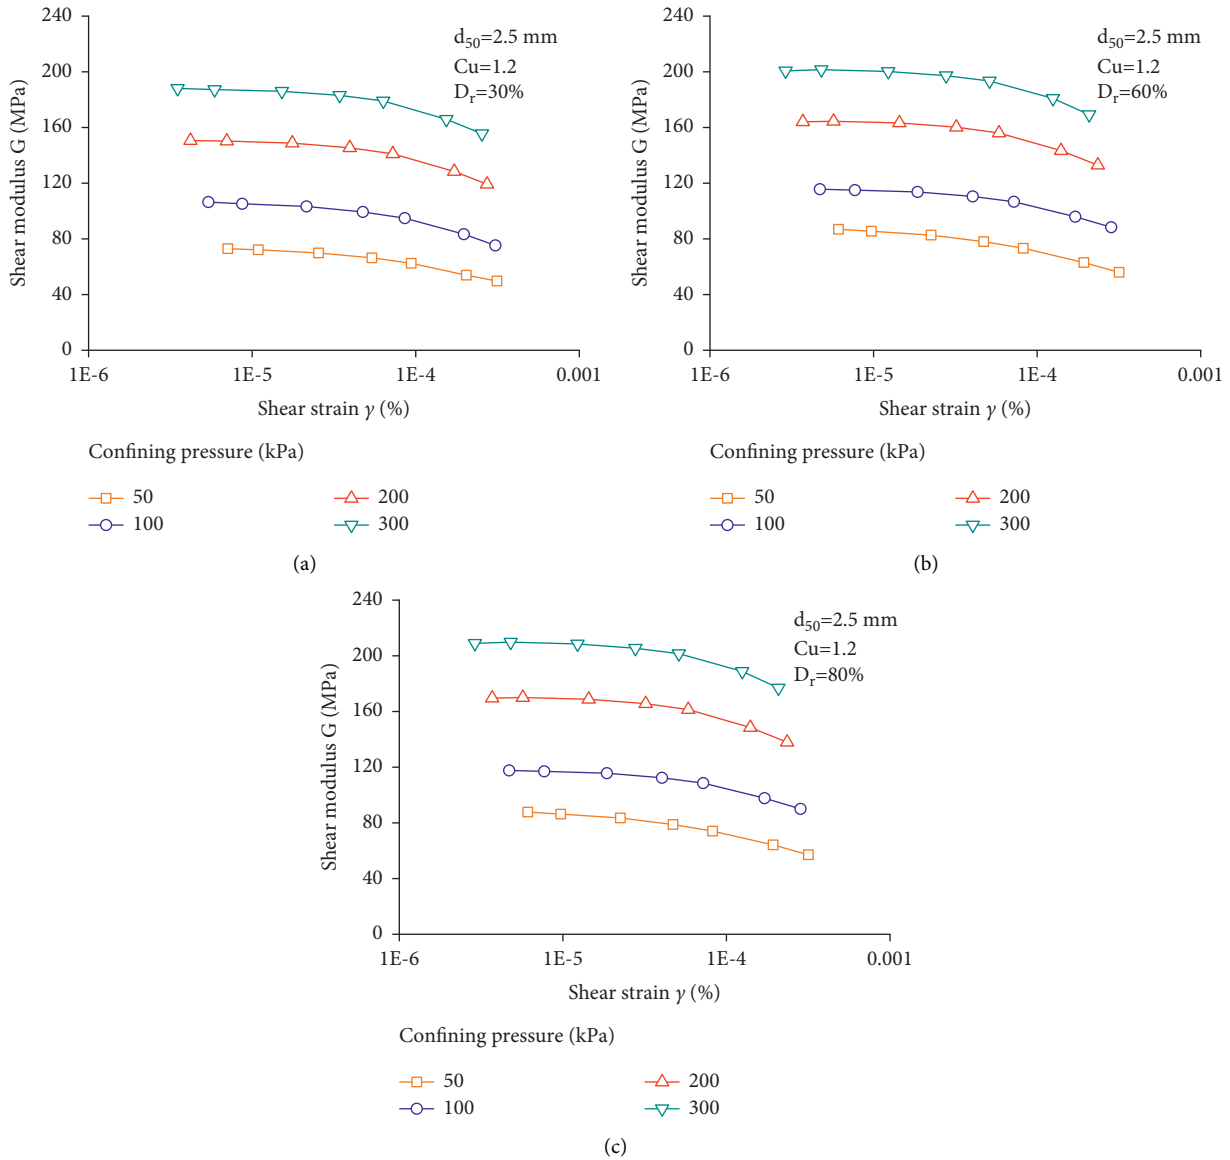 240
200
160
120
80
40
0
Shear modulus G (MPa)
d50=2.5 mm
Cu=1.2
Dr=30%
1E-6 1E-5 1E-4 0.001
Shear strain γ (%)
Confining pressure (kPa)
50 200
100 300
(a)
240
200
160
120
80
40
0
Shear modulus G (MPa)
d50=2.5 mm
Cu=1.2
Dr=60%
1E-6 1E-5 1E-4 0.001
Shear strain γ (%)
Confining pressure (kPa)
50 200
100 300
(b)
240
200
160
120
80
40
0
Shear modulus G (MPa)
d50=2.5 mm
Cu=1.2
Dr=80%
1E-6 1E-5 1E-4 0.001
Shear strain γ (%)
Confining pressure (kPa)
50 200
100 300
(c)